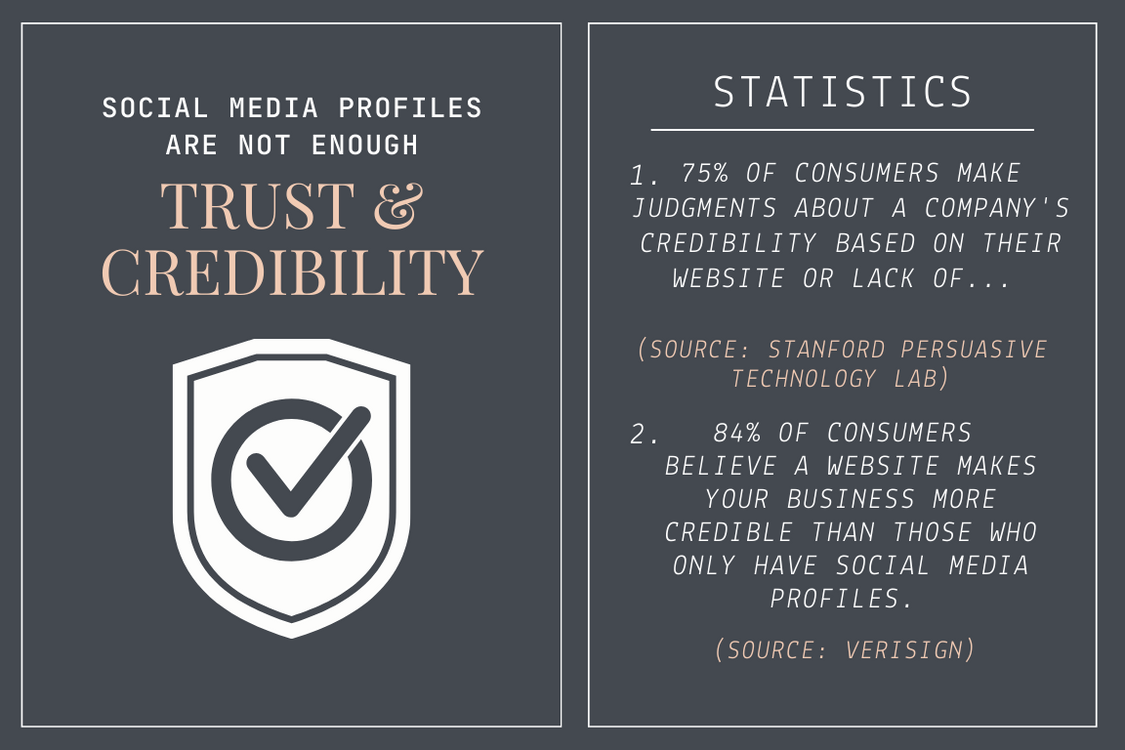 SOCIAL MEDIA PROFILES
ARE NOT ENOUGH
TRUST &
CREDIBILITY
STATISTICS
1. 75% OF CONSUMERS MAKE
JUDGMENTS ABOUT A COMPANY'S
CREDIBILITY BASED ON THEIR
WEBSITE OR LACK OF...
(SOURCE: STANFORD PERSUASIVE
TECHNOLOGY LAB)
2. 84% OF CONSUMERS
BELIEVE A WEBSITE MAKES
YOUR BUSINESS MORE
CREDIBLE THAN THOSE WHO
ONLY HAVE SOCIAL MEDIA
PROFILES.
(SOURCE: VERISIGN)